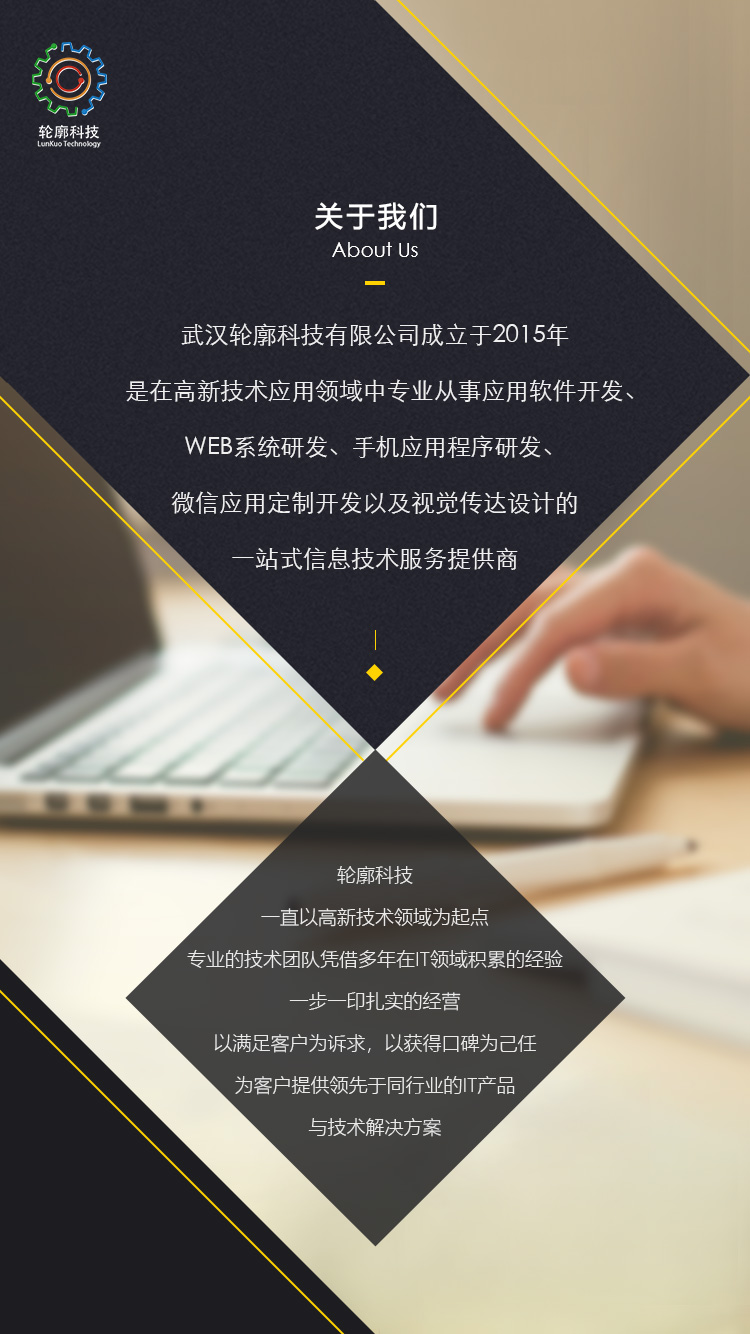 轮廓科技
LunKuo Technology
关于我们
About Us
武汉轮廓科技有限公司成立于2015年
是在高新技术应用领域中专业从事应用软件开发、
WEB系统研发、手机应用程序研发、
微信应用定制开发以及视觉传达设计的
一站式信息技术服务提供商
轮廓科技
一直以高新技术领域为起点
专业的技术团队凭借多年在IT领域积累的经验
一步一印扎实的经营
以满足客户为诉求，以获得口碑为己任
为客户提供领先于同行业的IT产品
与技术解决方案